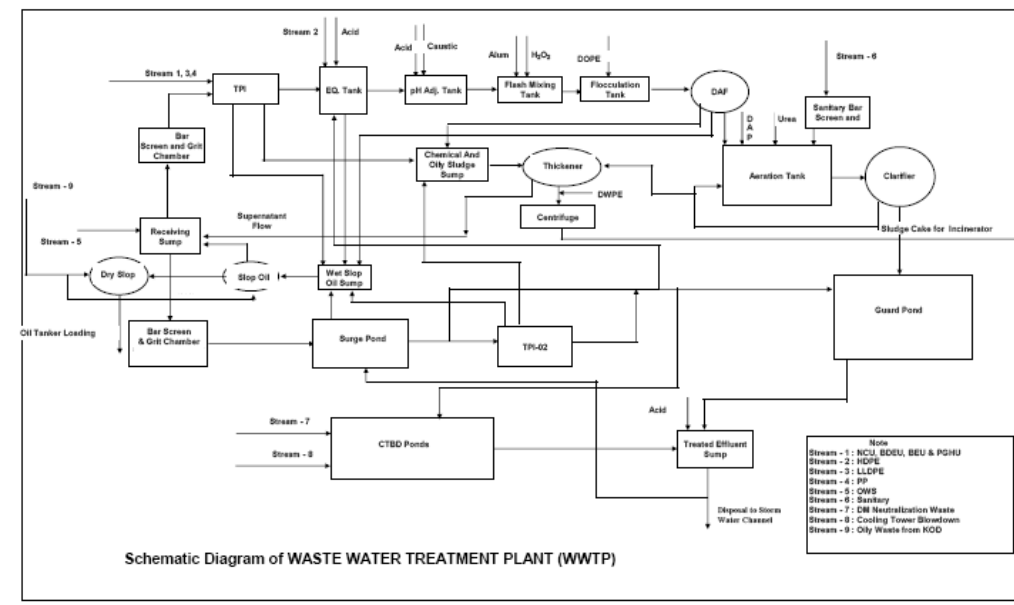 Stream 2
Acid
Acid
Caustic
Alum
H₂O₂
DOPE
Stream - 6
Stream 1, 3,4
TPI
EQ. Tank
pH Adj. Tank
Flash Mixing
Tank
Flocculation
Tank
DAF
D
A
P
Urea
Sanitary Bar
Screen and
Bar
Screen and Grit
Chamber
Chemical And
Oily Sludge
Sump
Thickener
Aeration Tank
Clarifier
Stream - 9
DWPE
Centrifuge
Supernatant
Flow
Sludge Cake for Incinerator
Stream - 5
Receiving
Sump
Dry Slop
Slop Oil
Wet Slop
Oil Sump
Guard Pond
Oil Tanker Loading
Bar Screen
& Grit Chamber
Surge Pond
TPI-02
Stream - 7
Stream - 8
CTBD Ponds
Acid
Treated Effluent
Sump
Disposal to Storm
Water Channel
Note
Stream - 1 : NCU, BDEU, BEU & PGHU
Stream - 2 : HDPE
Stream - 3 : LLDPE
Stream - 4 : PP
Stream - 5 : OWS
Stream - 6 : Sanitary
Stream - 7 : DM Neutralization Waste
Stream - 8 : Cooling Tower Blowdown
Stream - 9 : Oily Waste from KOD
Schematic Diagram of WASTE WATER TREATMENT PLANT (WWTP)